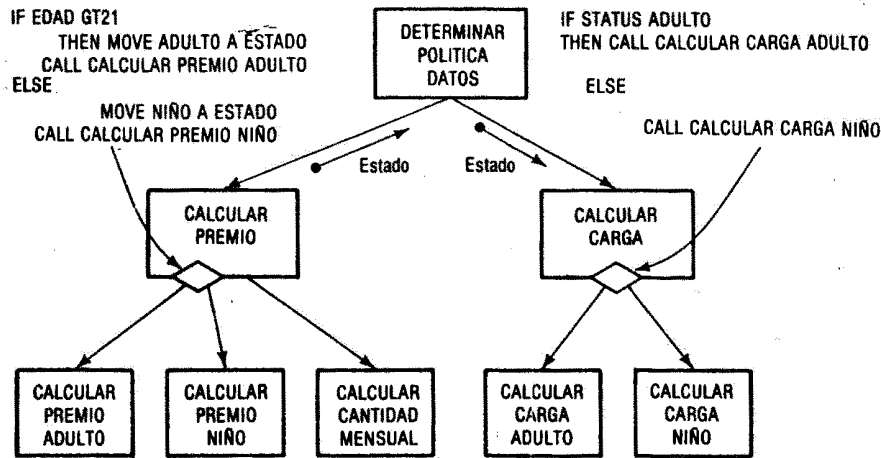 IF EDAD GT21
THEN MOVE ADULTO A ESTADO
CALL CALCULAR PREMIO ADULTO
ELSE
MOVE NIÑO A ESTADO
CALL CALCULAR PREMIO NIÑO
DETERMINAR
POLITICA
DATOS
IF STATUS ADULTO
THEN CALL CALCULAR CARGA ADULTO
ELSE
CALL CALCULAR CARGA NIÑO
Estado
Estado
CALCULAR
PREMIO
CALCULAR
CARGA
CALCULAR
PREMIO
ADULTO
CALCULAR
PREMIO
NIÑO
CALCULAR
CANTIDAD
MENSUAL
CALCULAR
CARGA
ADULTO
CALCULAR
CARGA
NIÑO